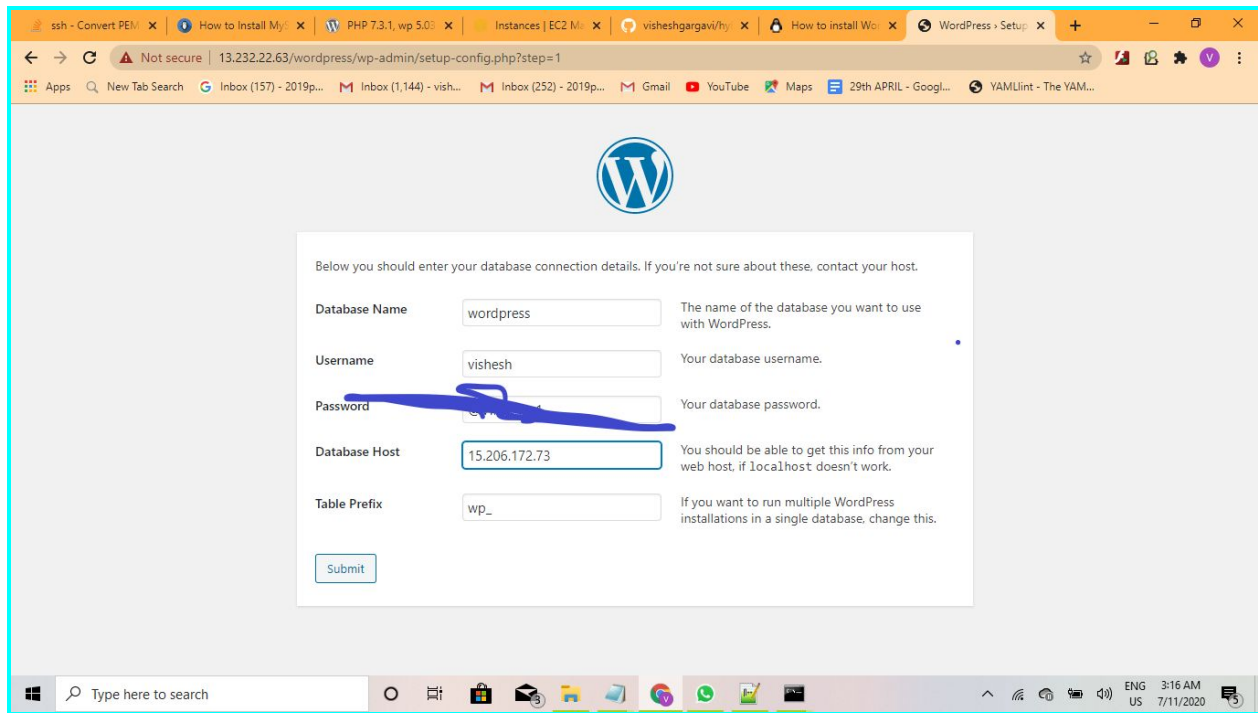 ssh - Convert PEM
How to Install My
PHP 7.3.1, wp 5.03
Instances | EC2 Ma
visheshgargavi/hy
How to install Wor
WordPress › Setup
Not secure | 13.232.22.63/wordpress/wp-admin/setup-config.php?step=1
Apps
New Tab Search
Inbox (157) - 2019p...
Inbox (1,144) - vish...
Inbox (252) - 2019p...
Gmail
YouTube
Maps
29th APRIL - Googl...
YAMLlint - The YAM...
V
W
Below you should enter your database connection details. If you're not sure about these, contact your host.
Database Name
wordpress
The name of the database you want to use
with WordPress.
Username
vishesh
Your database username.
Password
Your database password.
Database Host
15.206.172.73
You should be able to get this info from your
web host, if localhost doesn't work.
Table Prefix
wp_
If you want to run multiple WordPress
installations in a single database, change this.
Submit
Type here to search
ENG
US
3:16 AM
7/11/2020